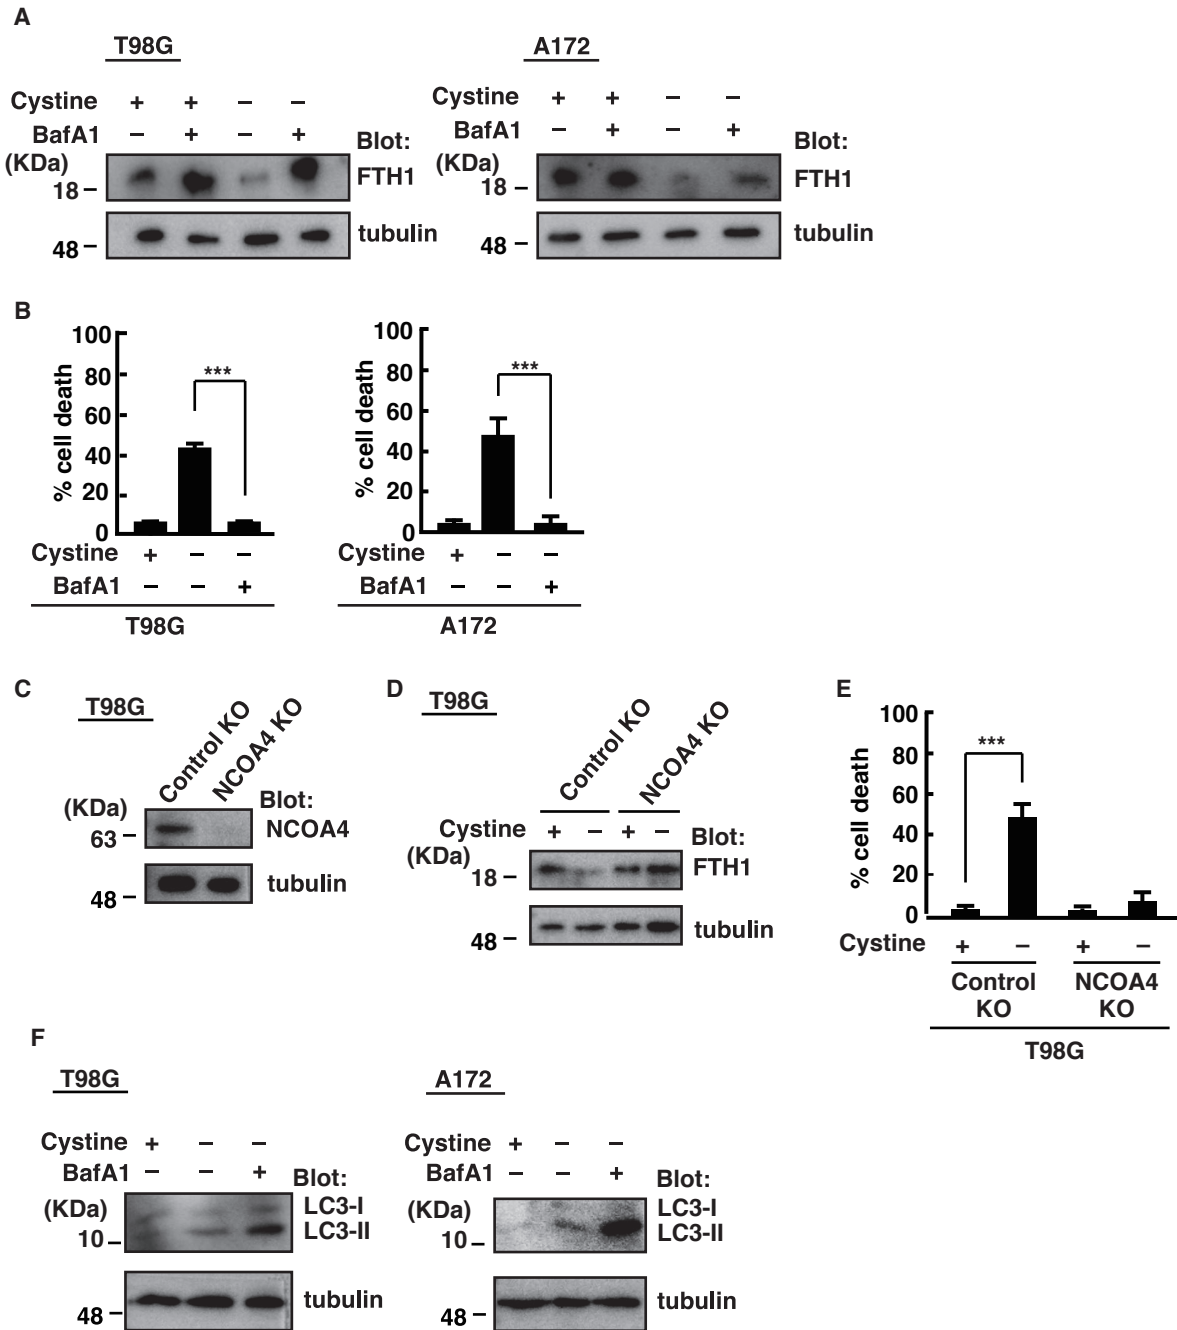 A
T98G
Cystine + + − −
BafA1 − + − +
(KDa)
Blot:
18
FTH1
48
tubulin
A172
Cystine + + − −
BafA1 − + − +
(KDa)
Blot:
18
FTH1
48
tubulin
B
% cell death
100
80
60
40
20
0
***
Cystine + − −
BafA1 − − +
T98G
% cell death
100
80
60
40
20
0
***
Cystine + − −
BafA1 − − +
A172
C
T98G
Control KO
NCOA4 KO
(KDa)
Blot:
63
NCOA4
48
tubulin
D
T98G
Control KO
NCOA4 KO
Cystine + − + −
(KDa)
Blot:
18
FTH1
48
tubulin
E
% cell death
100
80
60
40
20
0
***
Cystine + − + −
Control KO
NCOA4 KO
T98G
F
T98G
Cystine + − −
BafA1 − − +
(KDa)
Blot:
LC3-I
10
LC3-II
48
tubulin
A172
Cystine + − −
BafA1 − − +
(KDa)
Blot:
LC3-I
10
LC3-II
48
tubulin